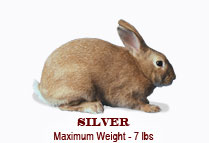 SILVER
Maximum Weight - 7 lbs